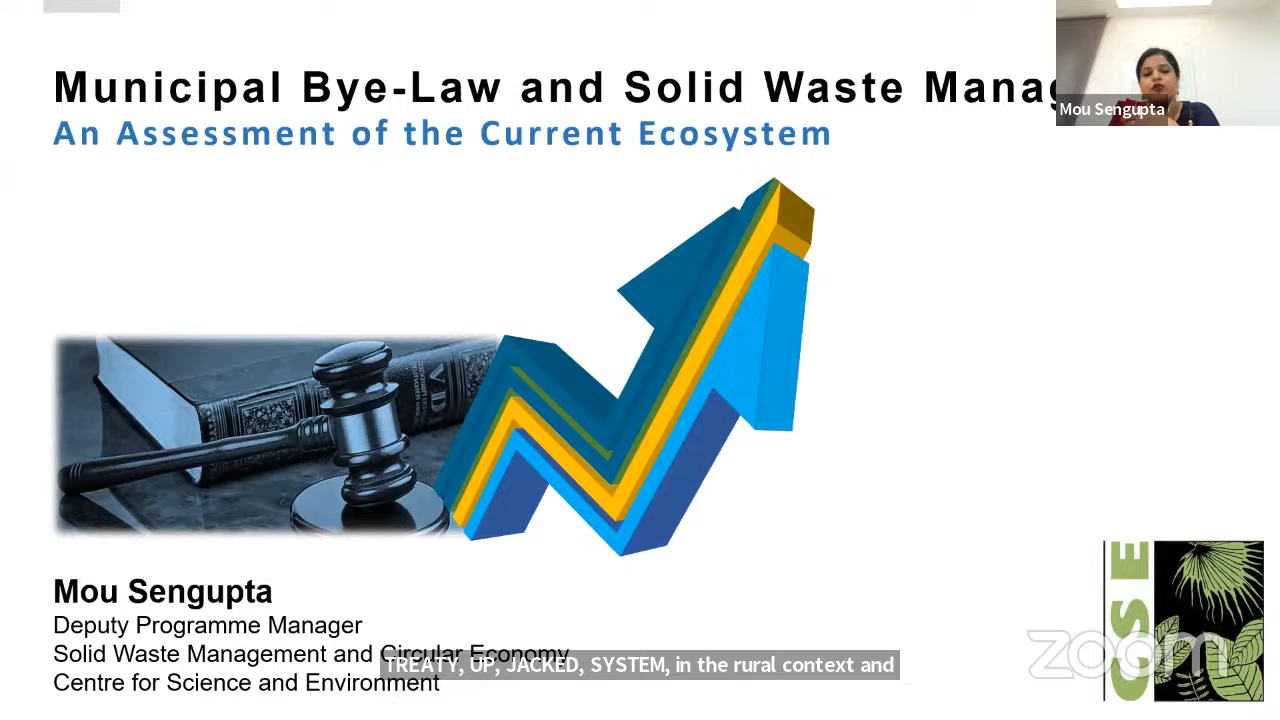 Municipal Bye-Law and Solid Waste Manag
An Assessment of the Current Ecosystem
Mou Sengupta
VD
Mou Sengupta
Deputy Programme Manager
Solid Waste Management and Circular Economy
Centre for Science and Environment
TREATY, UP, JACKED, SYSTEM, in the rural context and
CSE
zoom